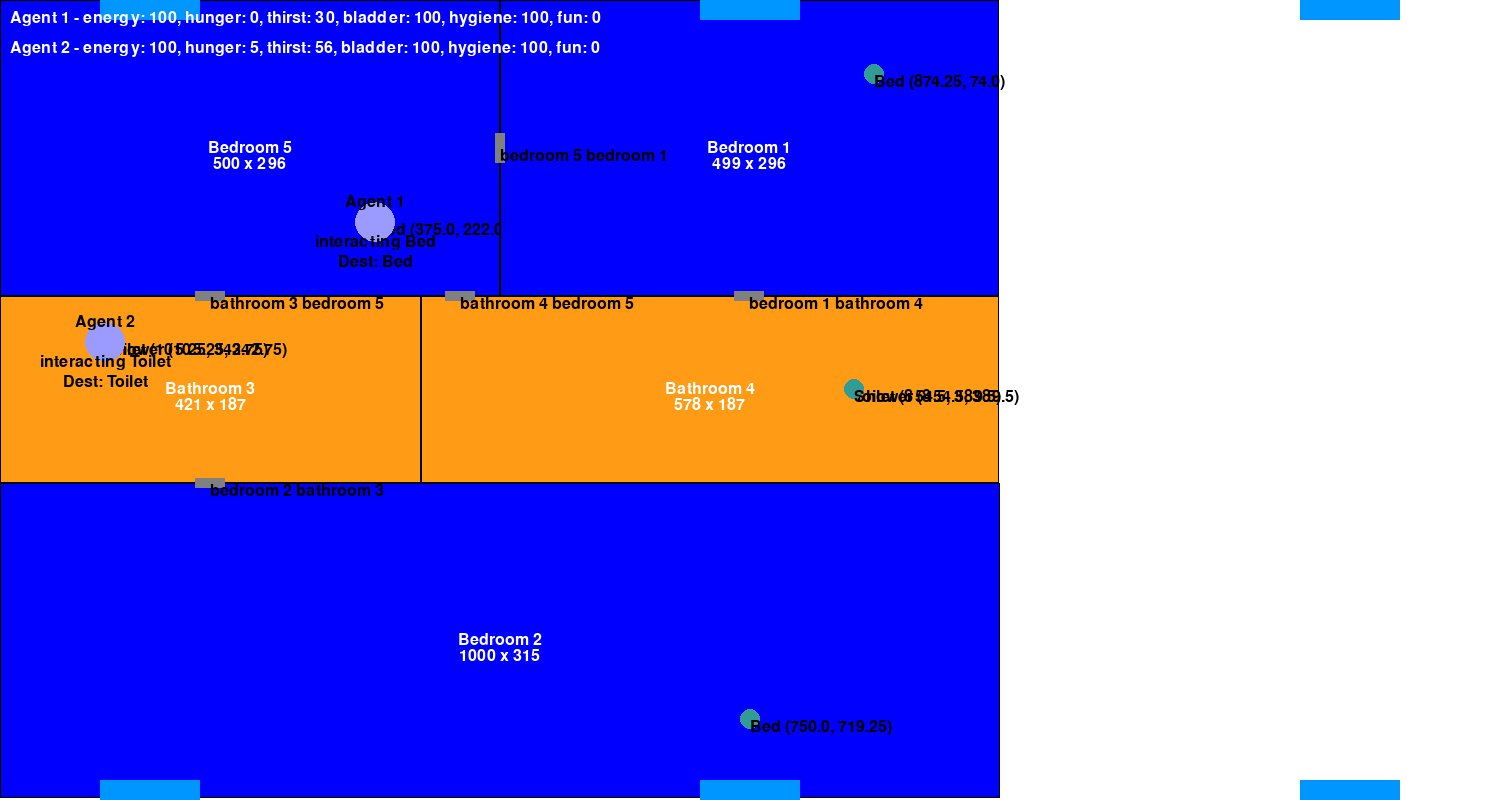 Agent 1 - energy: 100, hunger: 0, thirst: 30, bladder: 100, hygiene: 100, fun: 0
Agent 2 - energy: 100, hunger: 5, thirst: 56, bladder: 100, hygiene: 100, fun: 0
Bed (874.25, 74.0)
Bedroom 5
500 x 296
Bedroom 1
499 x 296
bedroom 5 bedroom 1
Agent 1
(375.0, 222.0
interacting Bed
Dest: Bed
bathroom 3 bedroom 5
bathroom 4 bedroom 5
bedroom 1 bathroom 4
Agent 2
interacting Toilet
Dest: Toilet
Bathroom 3
421 x 187
Bathroom 4
578 x 187
bedroom 2 bathroom 3
Bedroom 2
1000 x 315
Bed (750.0, 719.25)